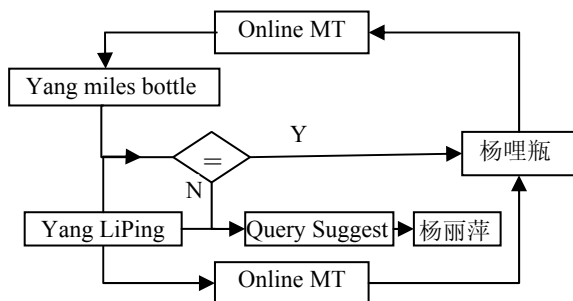 Online MT
Yang miles bottle
Y
=
杨哩瓶
N
Yang LiPing
Query Suggest
杨丽萍
Online MT